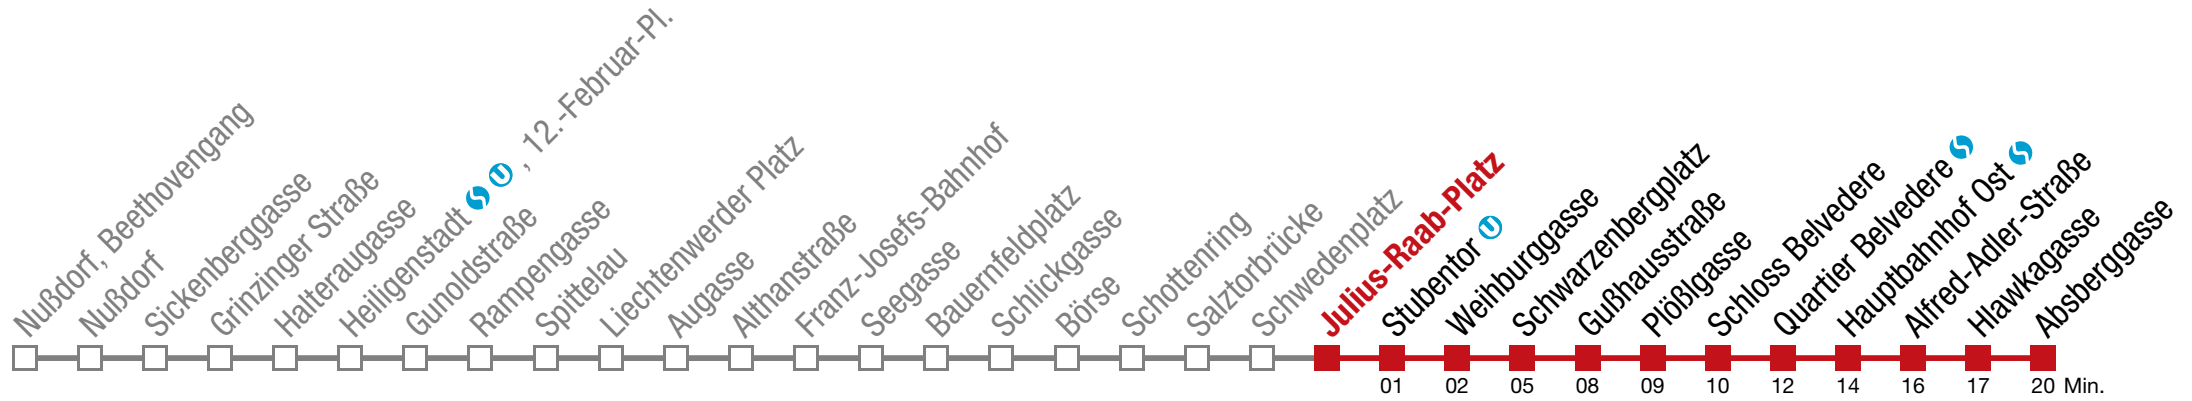 Nußdorf, Beethovengang
Nußdorf
Sickenberggasse
Grinzinger Straße
Halteraugasse
Heiligenstadt S U , 12.-Februar-Pl.
Gunoldstraße
Rampengasse
Spittelau
Liechtenwerder Platz
Augasse
Althanstraße
Franz-Josefs-Bahnhof
Seegasse
Bauernfeldplatz
Schlickgasse
Börse
Schottenring
Salztorbrücke
Schwedenplatz
Julius-Raab-Platz
Stubentor U
Weihburggasse
Schwarzenbergplatz
Gußhausstraße
Plößlgasse
Schloss Belvedere
Quartier Belvedere S
Hauptbahnhof Ost S
Alfred-Adler-Straße
Hlawkagasse
Absberggasse
01 02 05 08 09 10 12 14 16 17 20 Min.